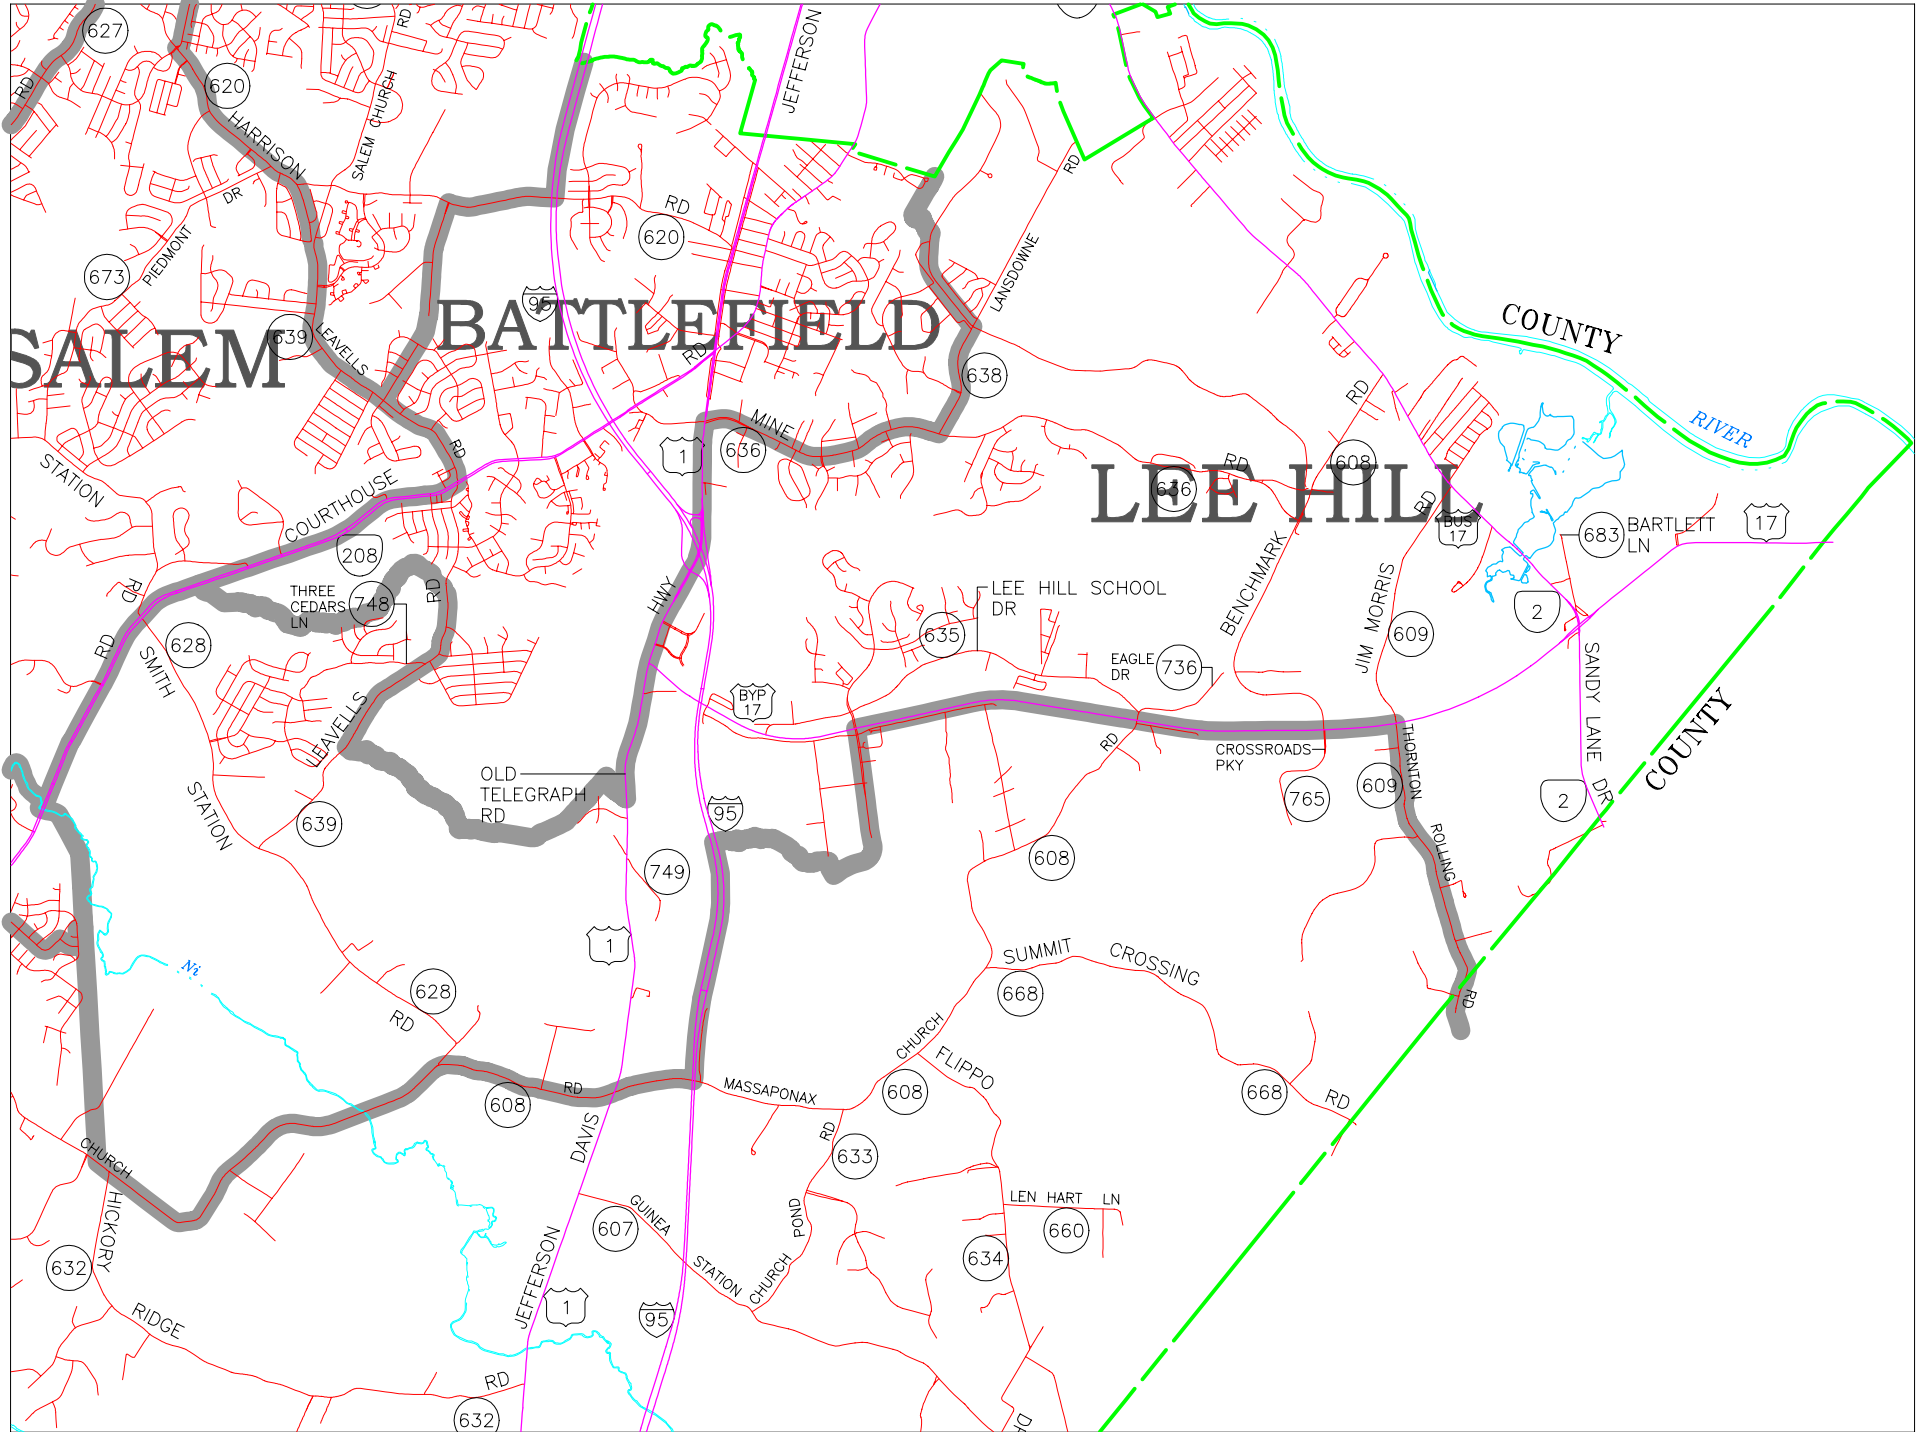 627
RD
620
HARRISON
RD
SALEM CHURCH
JEFFERSON
DR
PIEDMONT
673
RD
620
RD
LANSDOWNE
95
BATTLEFIELD
639
LEAVELLS
SALEM
RD
638
COUNTY
RIVER
RD
608
MINE
636
1
RD
636
LEE HILL
RD
BUS
17
STATION
RD
COURTHOUSE
208
683
BARTLETT
LN
17
RD
THREE
CEDARS
LN
748
RD
HWY
LEE HILL SCHOOL
DR
635
BENCHMARK
JIM MORRIS
609
2
RD
628
SMITH
EAGLE
DR
736
SANDY LANE DR
LEAVELLS
BYP
17
RD
CROSSROADS
PKY
THORNTON
COUNTY
OLD
TELEGRAPH
RD
STATION
639
95
765
609
2
ROLLING
749
608
1
Ni
SUMMIT CROSSING
668
628
RD
RD
CHURCH
FLIPPO
608
RD
MASSAPONAX
608
668
RD
DAVIS
RD
633
CHURCH
HICKORY
GUINEA
607
POND
LEN HART LN
660
634
632
STATION
CHURCH
JEFFERSON
1
95
RIDGE
RD
632